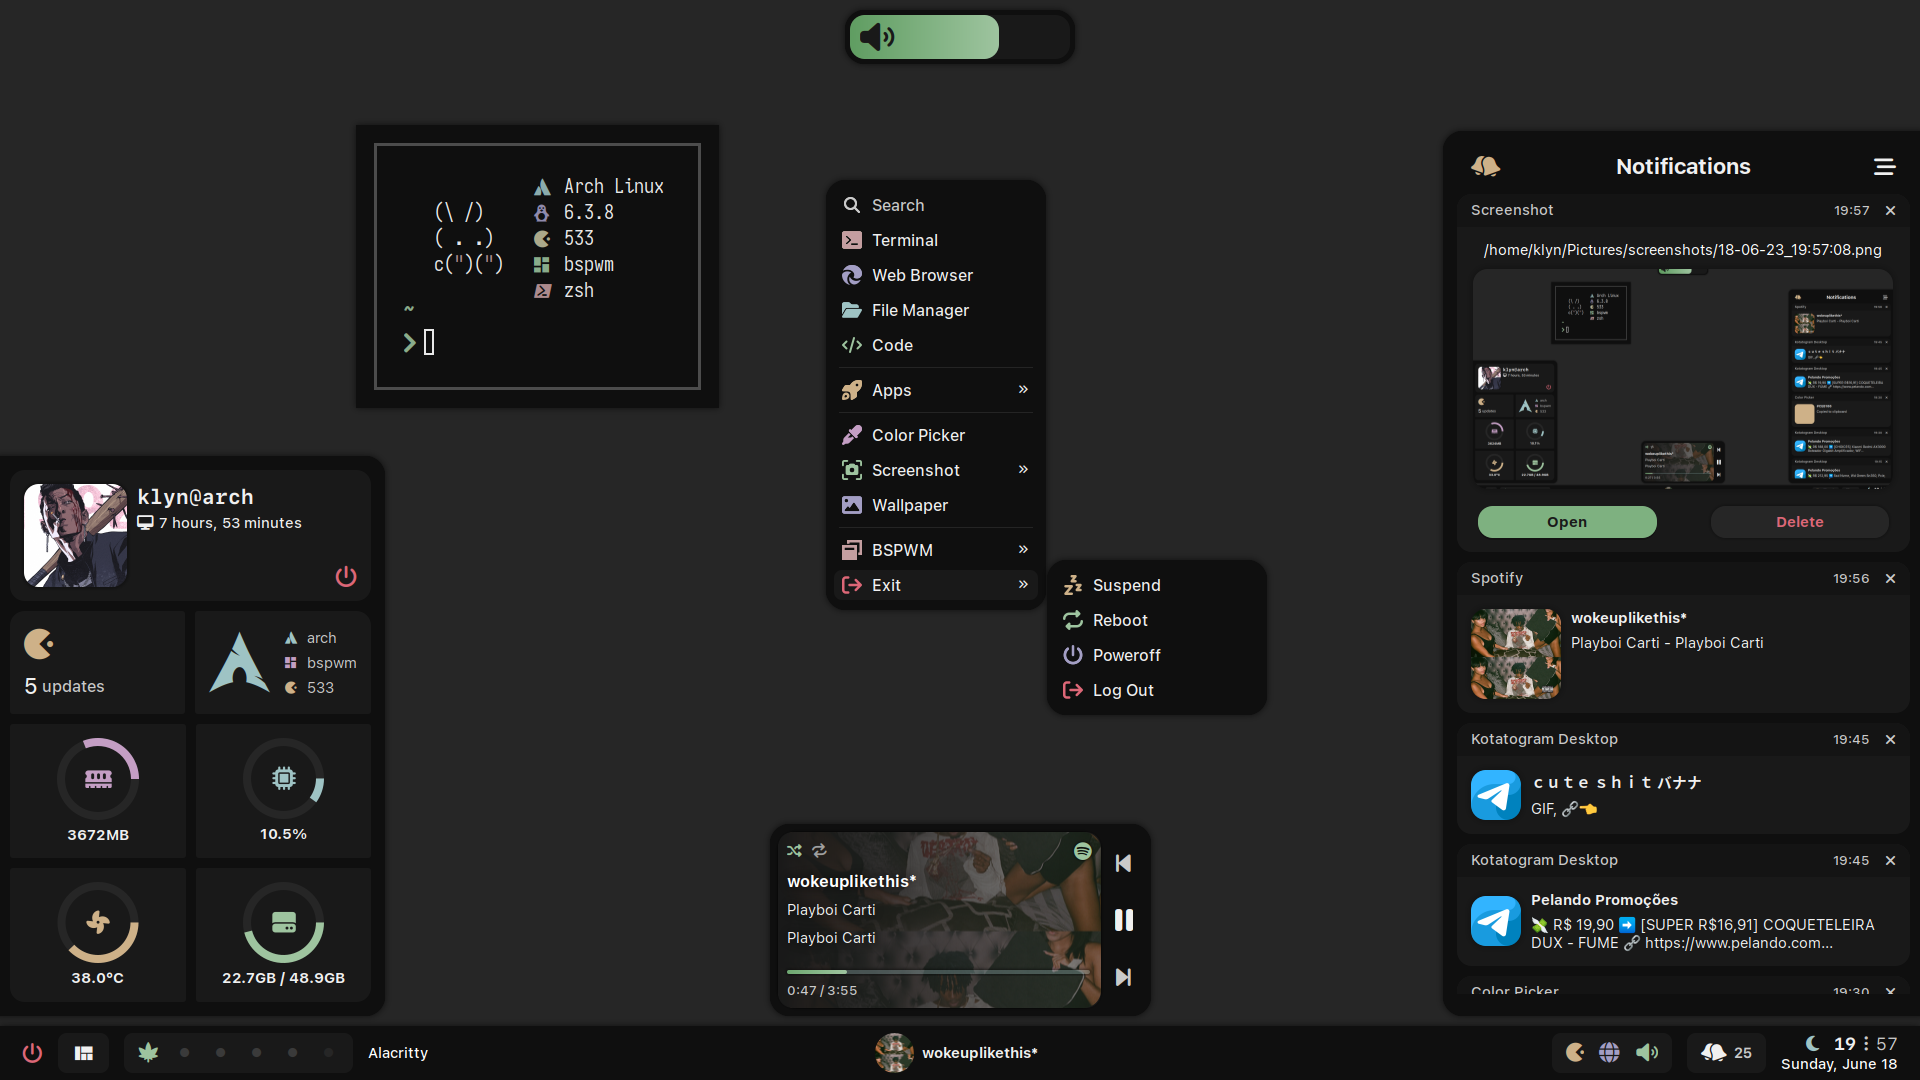 Arch Linux
(\ /)
6.3.8
( . .)
533
c(")(")
bspwm
zsh
~
❯
Search
Terminal
Web Browser
File Manager
Code
Apps »
Color Picker
Screenshot »
Wallpaper
BSPWM »
Exit »
Suspend
Reboot
Poweroff
Log Out
klyn@arch
7 hours, 53 minutes
5 updates
arch
bspwm
533
3672MB
10.5%
38.0°C
22.7GB / 48.9GB
wokeuplikethis*
Playboi Carti
Playboi Carti
0:47 / 3:55
Notifications
Screenshot 19:57 ×
/home/klyn/Pictures/screenshots/18-06-23_19:57:08.png
Open Delete
Spotify 19:56 ×
wokeuplikethis*
Playboi Carti - Playboi Carti
Kotatogram Desktop 19:45 ×
ｃｕｔｅ ｓｈｉｔ バナナ
GIF, 🔗👈
Kotatogram Desktop 19:45 ×
Pelando Promoções
💸 R$ 19,90 ➡️ [SUPER R$16,91] COQUETELEIRA
DUX - FUME 🔗 https://www.pelando.com...
Color Picker 19:30 ×
Alacritty
wokeuplikethis*
25
19 57
Sunday, June 18